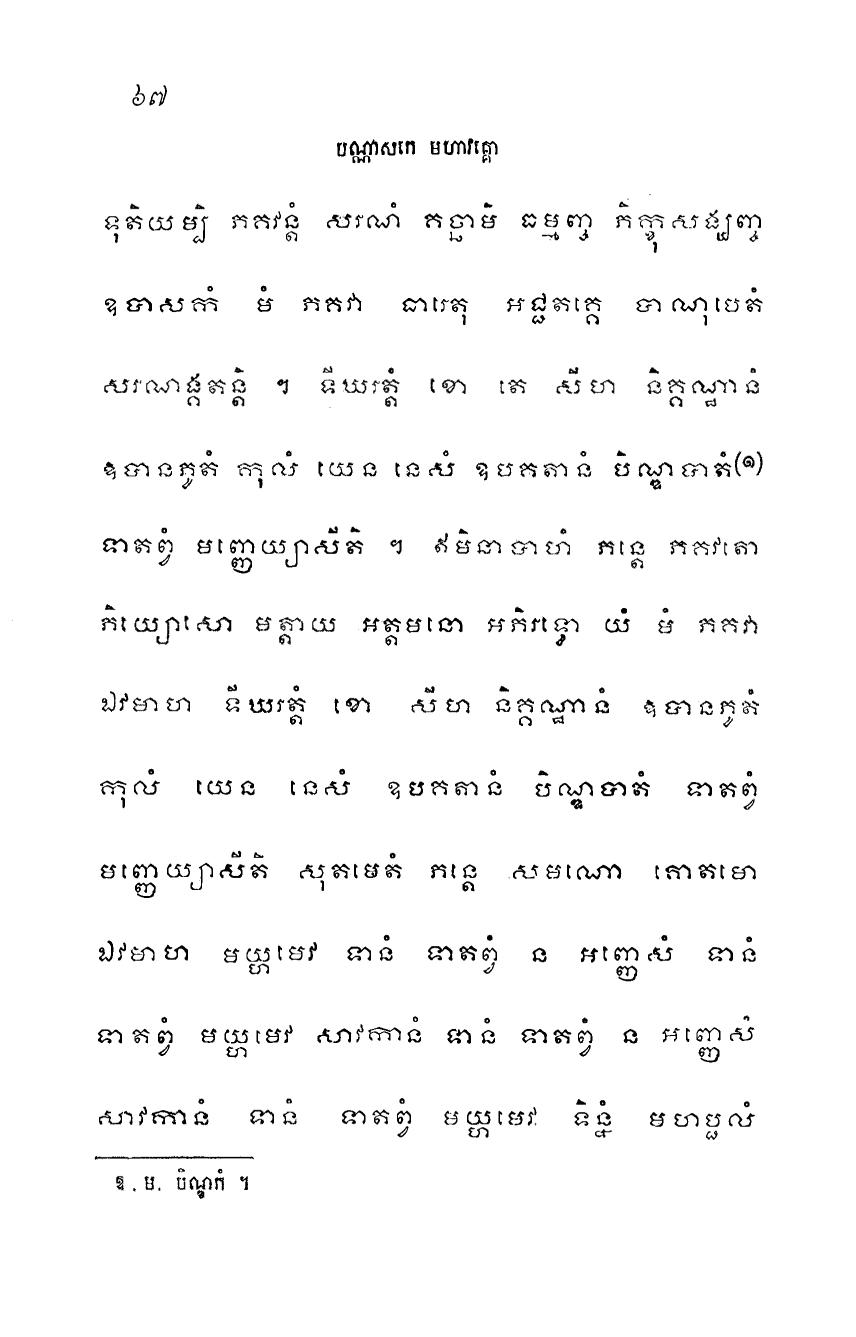 ៦៧
បណ្ណាសកេ មហាវគ្គោ
ទុតិយម្បិ ភគវន្តំ សរណំ គច្ឆាមិ ធម្មញ្ច ភិក្ខុសង្ឃញ្ច
ឧបាសកំ មំ ភគវា ធារេតុ អជ្ជតគ្គេ បាណុបេតំ
សរណង្គតន្តិ ។ ទីឃរត្តំ ខោ តេ សីហ និគ្គណ្ឋានំ
ឧបានភូតំ កុលំ យេន នេសំ ឧបគតានំ បិណ្ឌបាតំ(១)
ទាតព្វំ មញ្ញេយ្យាសីតិ ។ ឥមិនាបាហំ ភន្តេ ភគវតោ
ភិយ្យោសោ មត្តាយ អត្តមនោ អភិរទ្ធោ យំ មំ ភគវា
ឯវមាហ ទីឃរត្តំ ខោ សីហ និគ្គណ្ឋានំ ឧបានភូតំ
កុលំ យេន នេសំ ឧបគតានំ បិណ្ឌបាតំ ទាតព្វំ
មញ្ញេយ្យាសីតិ សុតមេតំ ភន្តេ សមណោ គោតមោ
ឯវមាហ មយ្ហមេវ ទានំ ទាតព្វំ ន អញ្ញេសំ ទានំ
ទាតព្វំ មយ្ហមេវ សាវកានំ ទានំ ទាតព្វំ ន អញ្ញេសំ
សាវកានំ ទានំ ទាតព្វំ មយ្ហមេវ ទិន្នំ មហប្ផលំ
ឱ . ម. បិណ្ឌកំ ។